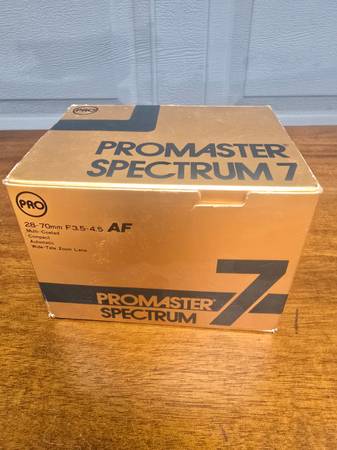 PRO
PROMASTER
SPECTRUM 7
PRO
28-70mm F3.5-4.5 AF
Multi-Coated
Compact
Automatic
Wide-Tele Zoom Lens
PROMASTER
SPECTRUM 7